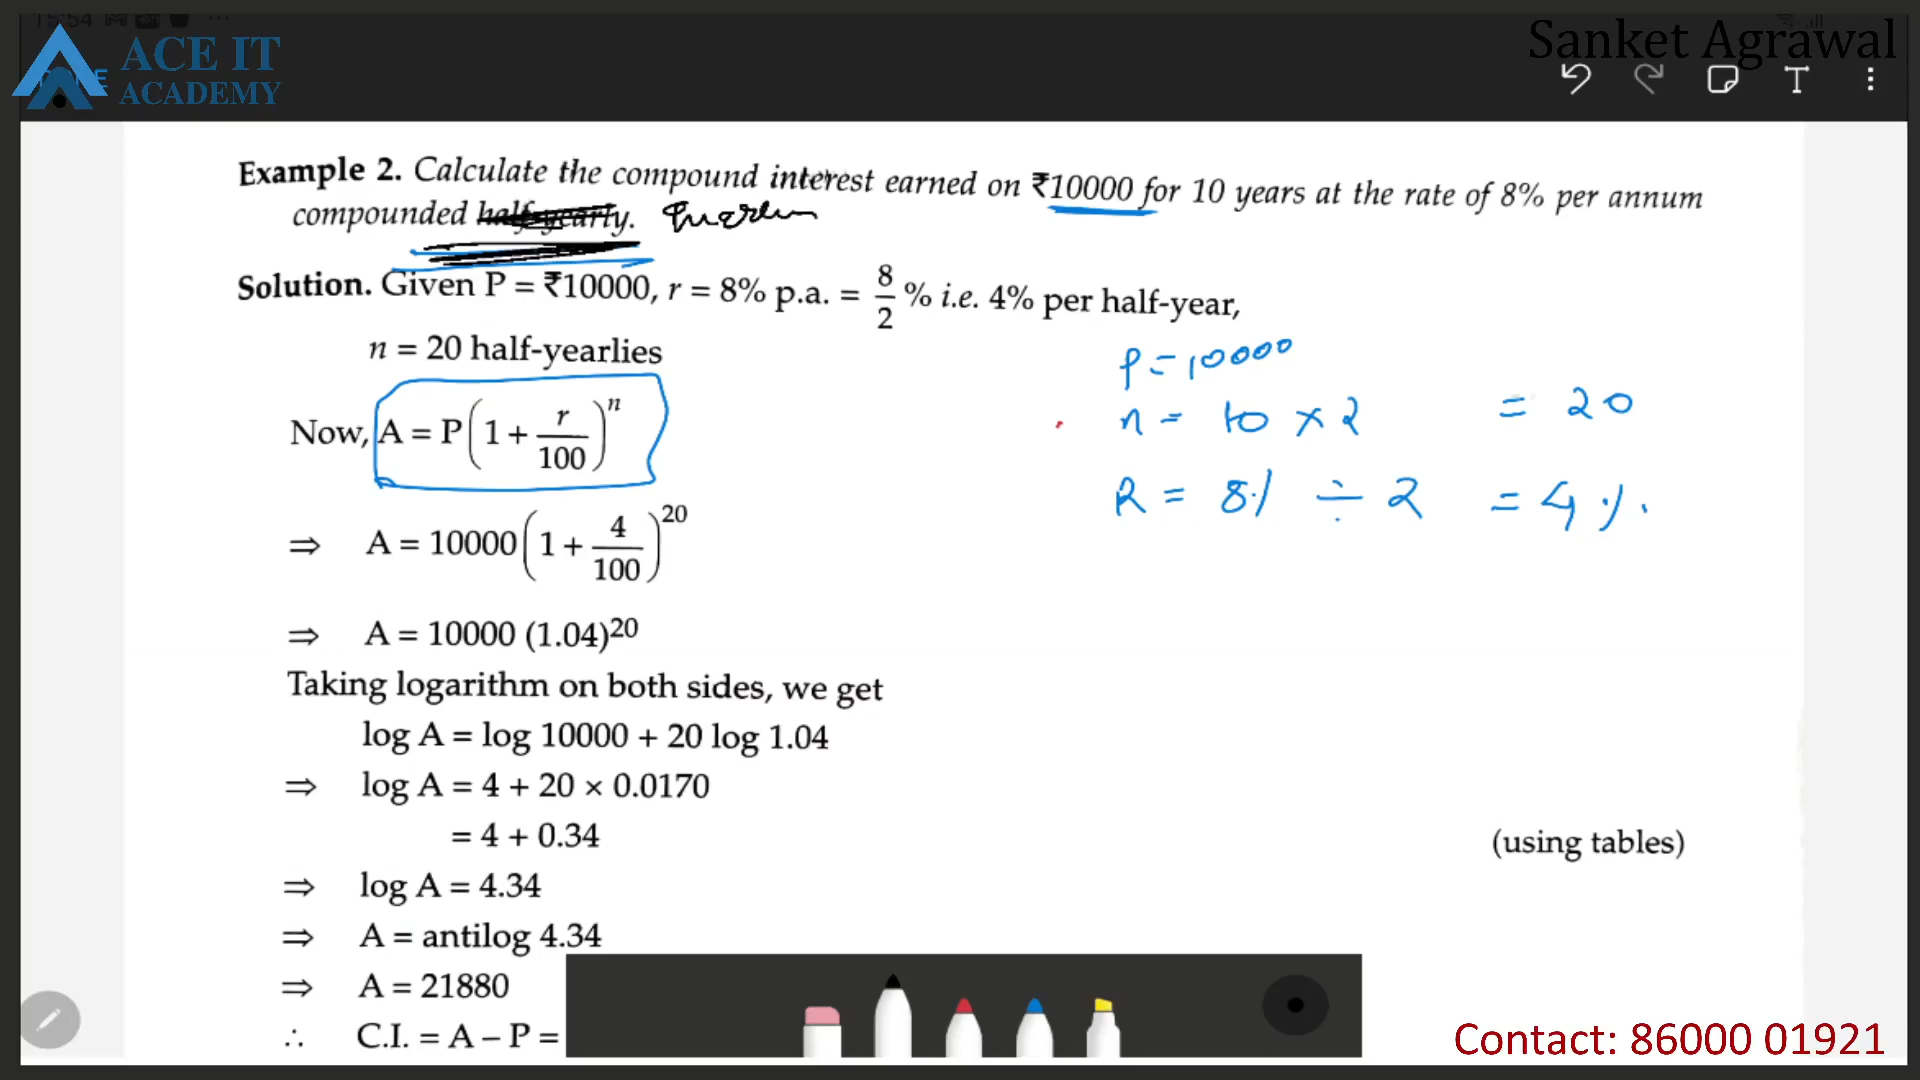 15:54
ACE IT
ACADEMY
Sanket Agrawal
T
Example 2. Calculate the compound interest earned on ₹10000 for 10 years at the rate of 8% per annum
compounded half-yearly.
Solution. Given P = ₹10000, r = 8% p.a. = 8/2 % i.e. 4% per half-year,
n = 20 half-yearlies
P = 10000
n = 10 × 2 = 20
R = 8% ÷ 2 = 4%.
Now, A = P(1 + r/100)^n
⇒ A = 10000(1 + 4/100)^20
⇒ A = 10000 (1.04)^20
Taking logarithm on both sides, we get
log A = log 10000 + 20 log 1.04
⇒ log A = 4 + 20 × 0.0170
= 4 + 0.34 (using tables)
⇒ log A = 4.34
⇒ A = antilog 4.34
⇒ A = 21880
∴ C.I. = A – P =
Contact: 86000 01921